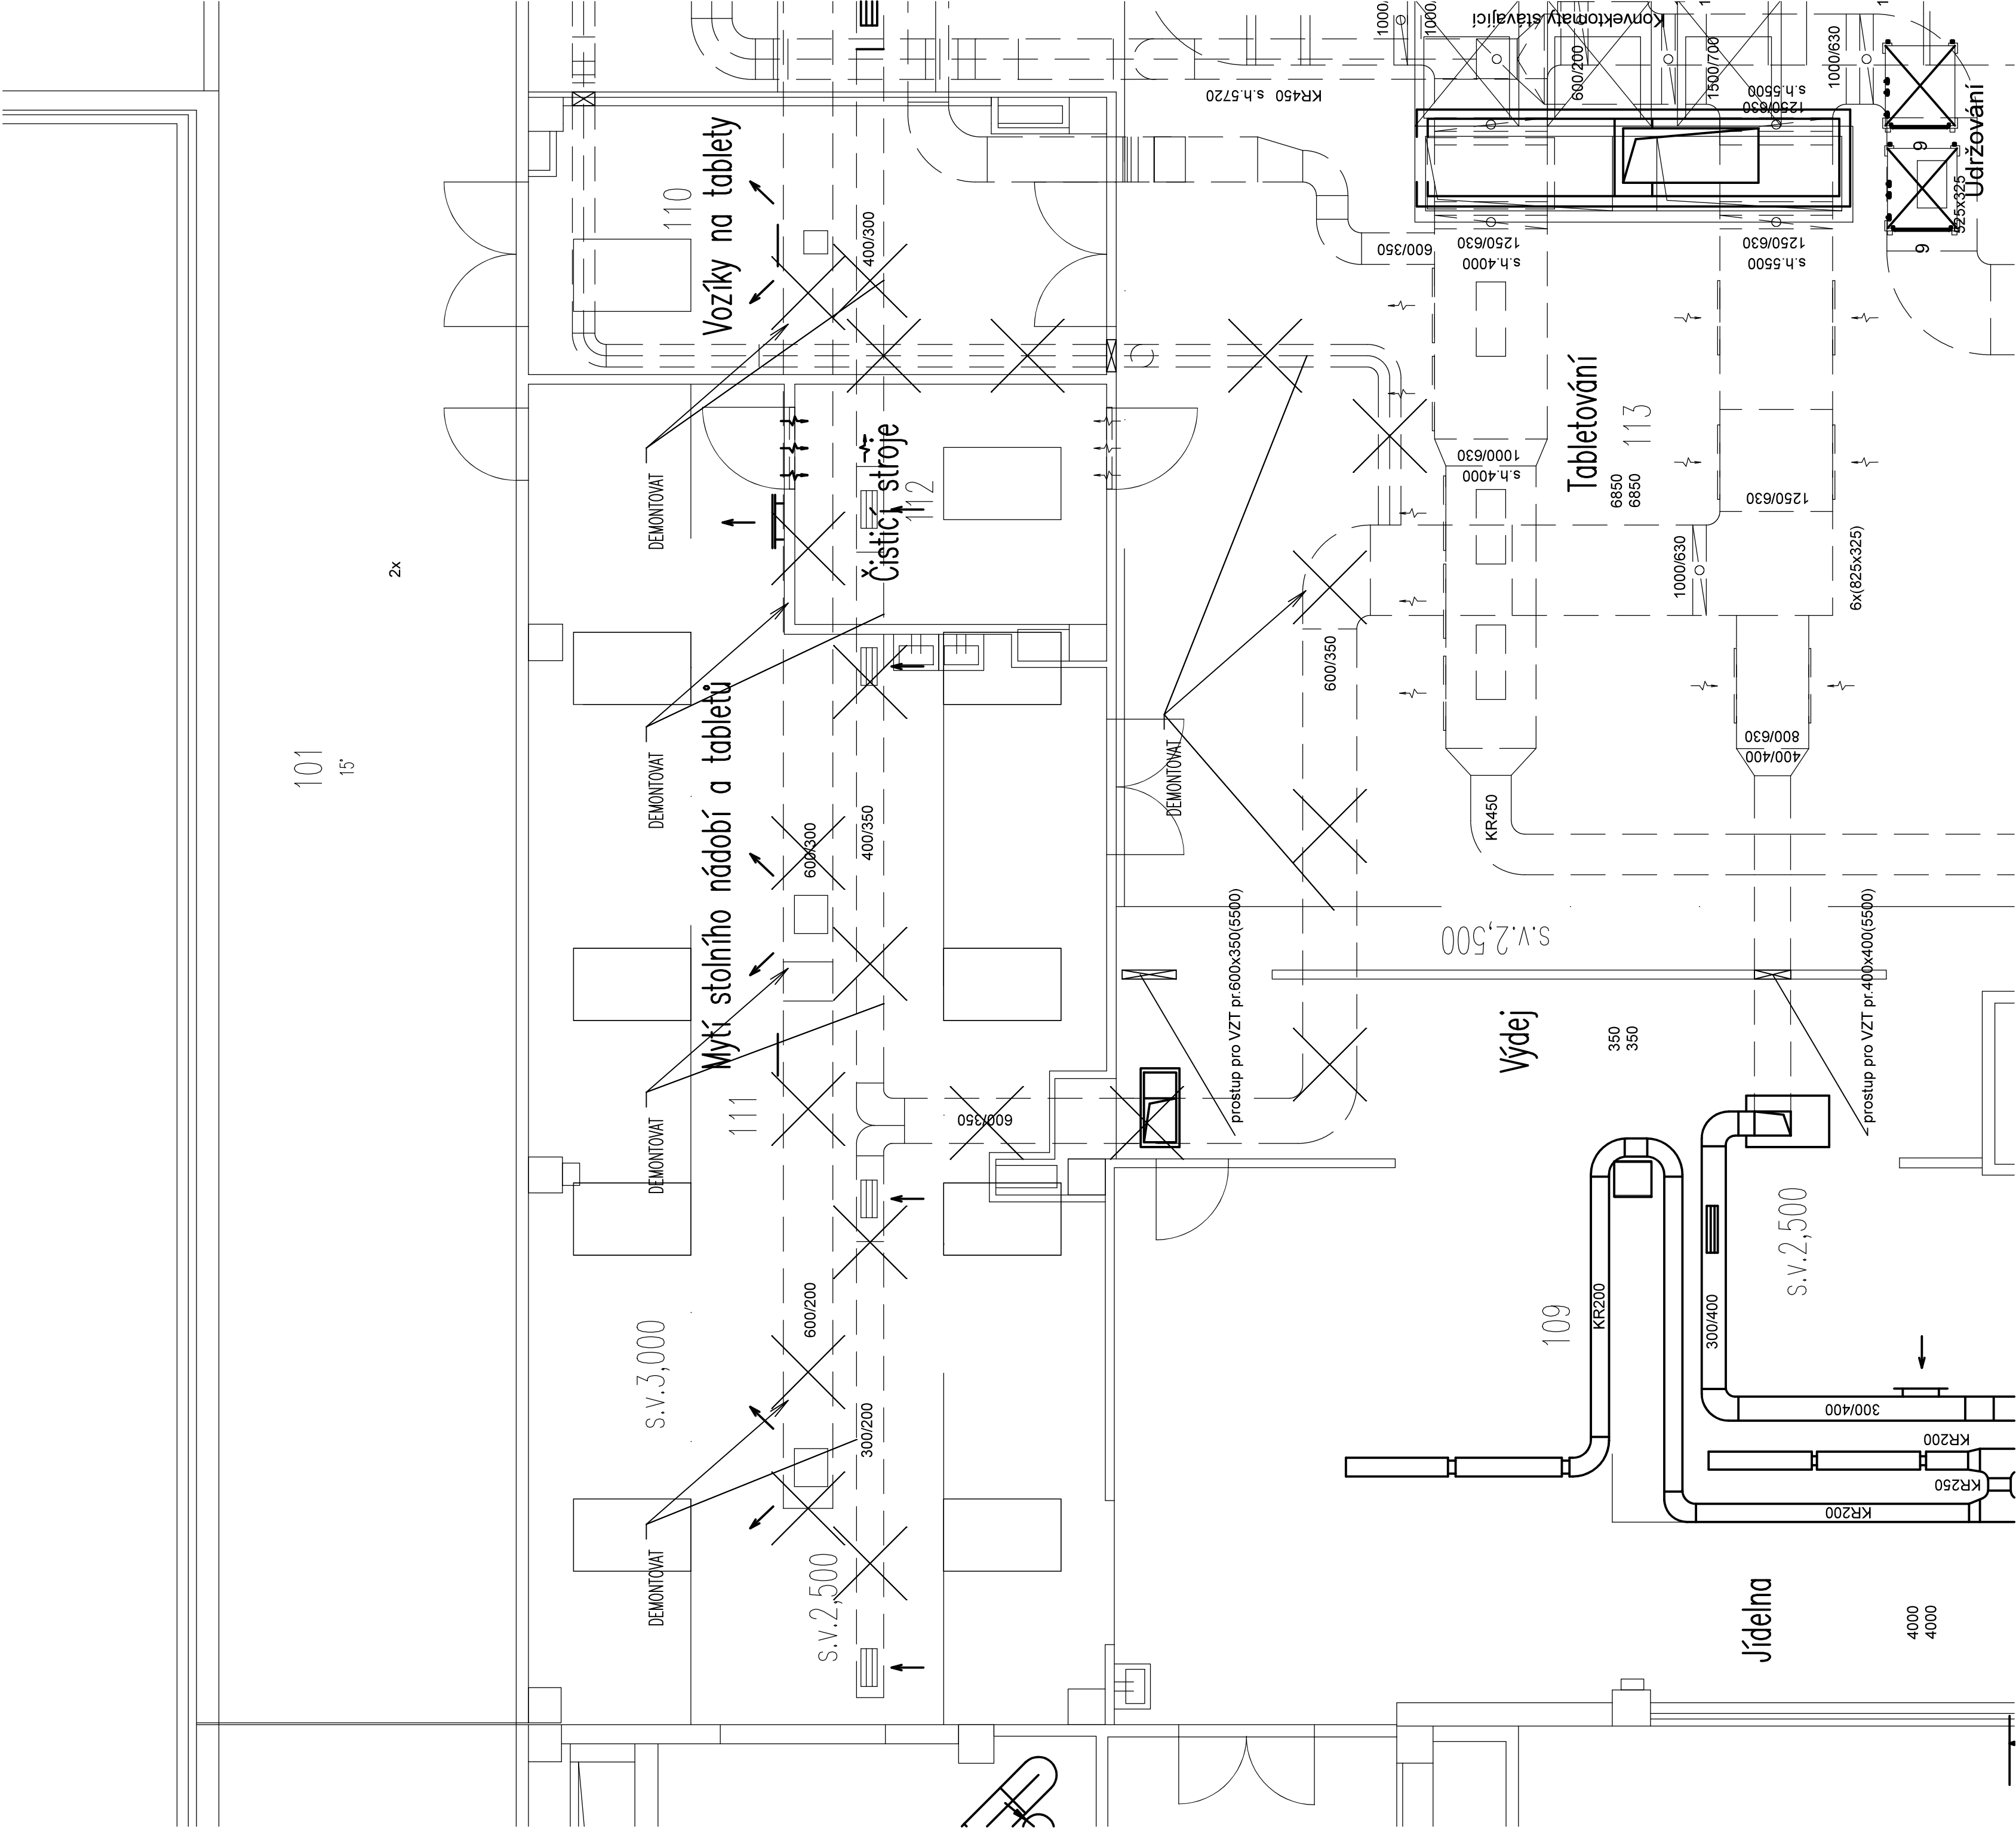 101
15°
2x
Vozíky na tablety
110
400/300
DEMONTOVAT
Čisticí stroje
112
DEMONTOVAT
Mytí stolního nádobí a tabletů
111
600/300
400/350
DEMONTOVAT
600/350
s.v.3,000
600/200
300/200
DEMONTOVAT
s.v.2,500
KR450 s.h.5720
Konvektomaty stávající
1000/
1000/
600/200
1500/700
s.h.5500
1250/630
1000/630
9
9
525x325
Udržování
600/350
1250/630
s.h.4000
1250/630
s.h.5500
1000/630
s.h.4000
Tabletování
113
6850
6850
1250/630
1000/630
6x(825x325)
600/350
DEMONTOVAT
800/630
400/400
KR450
s.v.2,500
prostup pro VZT pr.600x350(5500)
prostup pro VZT pr.400x400(5500)
Výdej
350
350
s.v.2,500
109
KR200
300/400
300/400
KR200
KR250
KR200
Jídelna
4000
4000